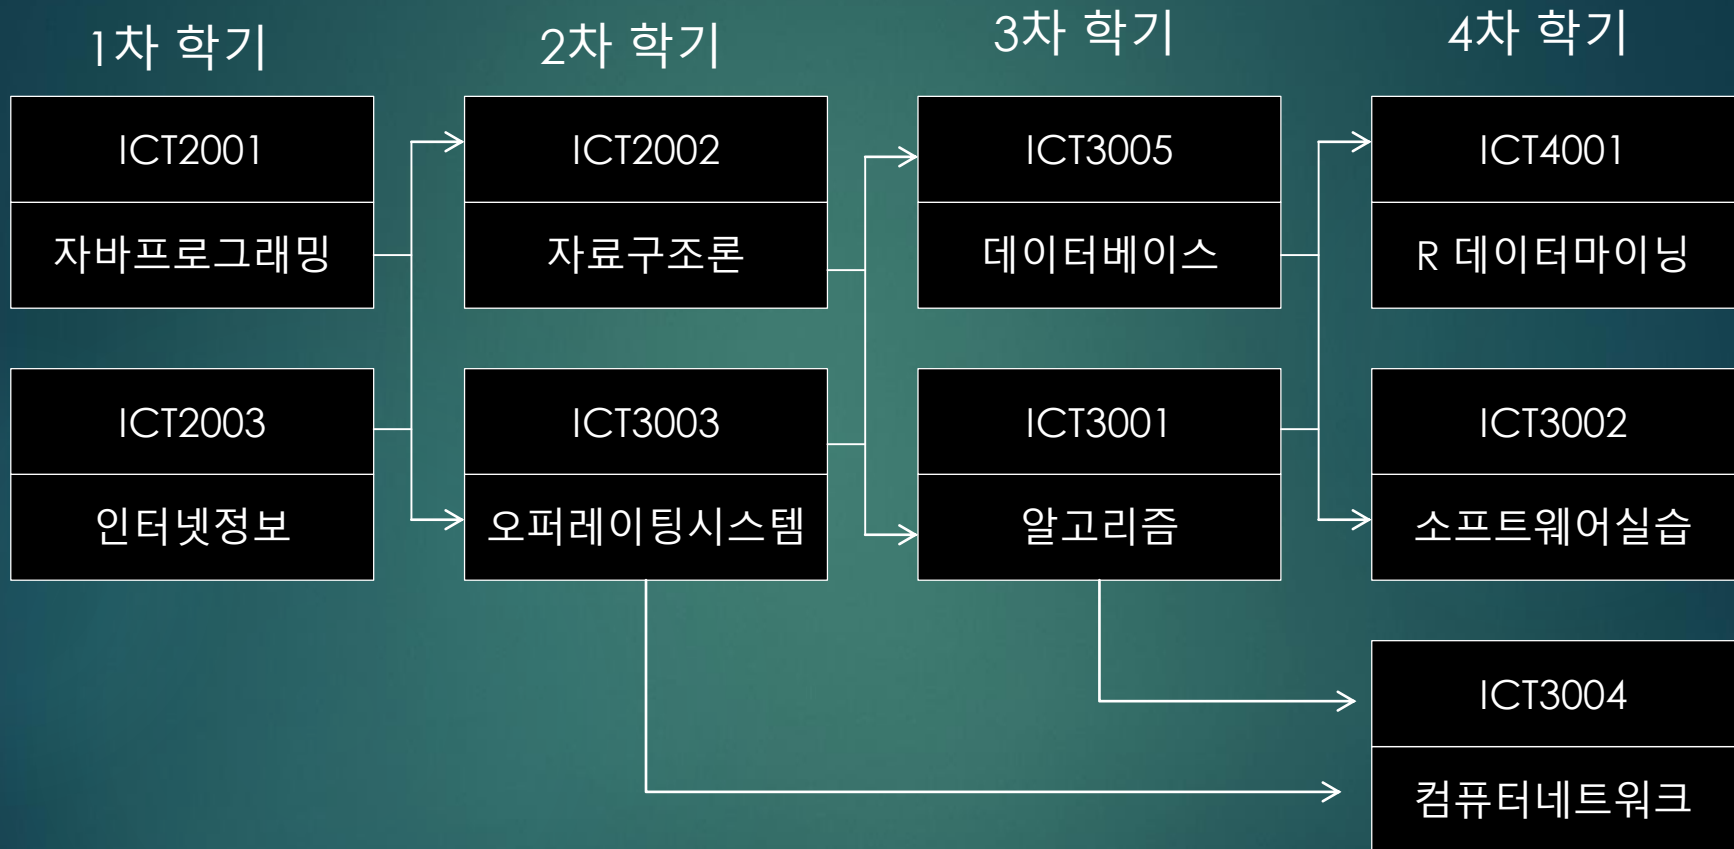 1차 학기
2차 학기
3차 학기
4차 학기
ICT2001
자바프로그래밍
ICT2002
자료구조론
ICT3005
데이터베이스
ICT4001
R 데이터마이닝
ICT2003
인터넷정보
ICT3003
오퍼레이팅시스템
ICT3001
알고리즘
ICT3002
소프트웨어실습
ICT3004
컴퓨터네트워크